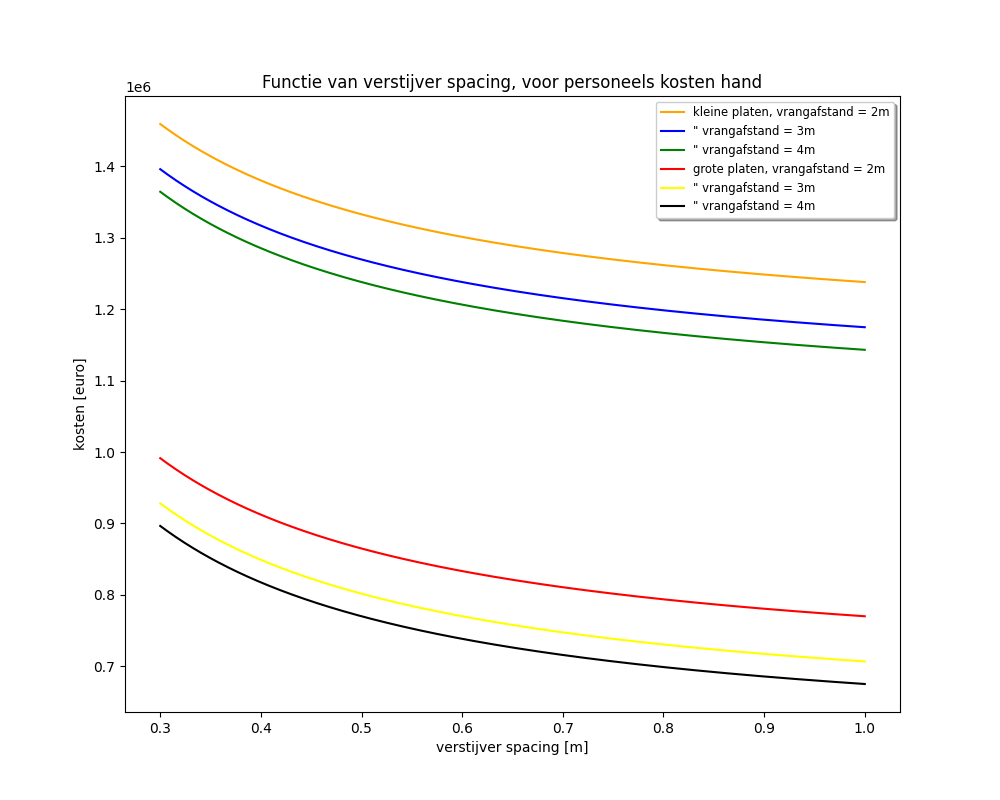 Functie van verstijver spacing, voor personeels kosten hand
1e6
kleine platen, vrangafstand = 2m
" vrangafstand = 3m
" vrangafstand = 4m
grote platen, vrangafstand = 2m
" vrangafstand = 3m
" vrangafstand = 4m
kosten [euro]
1.4
1.3
1.2
1.1
1.0
0.9
0.8
0.7
0.3 0.4 0.5 0.6 0.7 0.8 0.9 1.0
verstijver spacing [m]